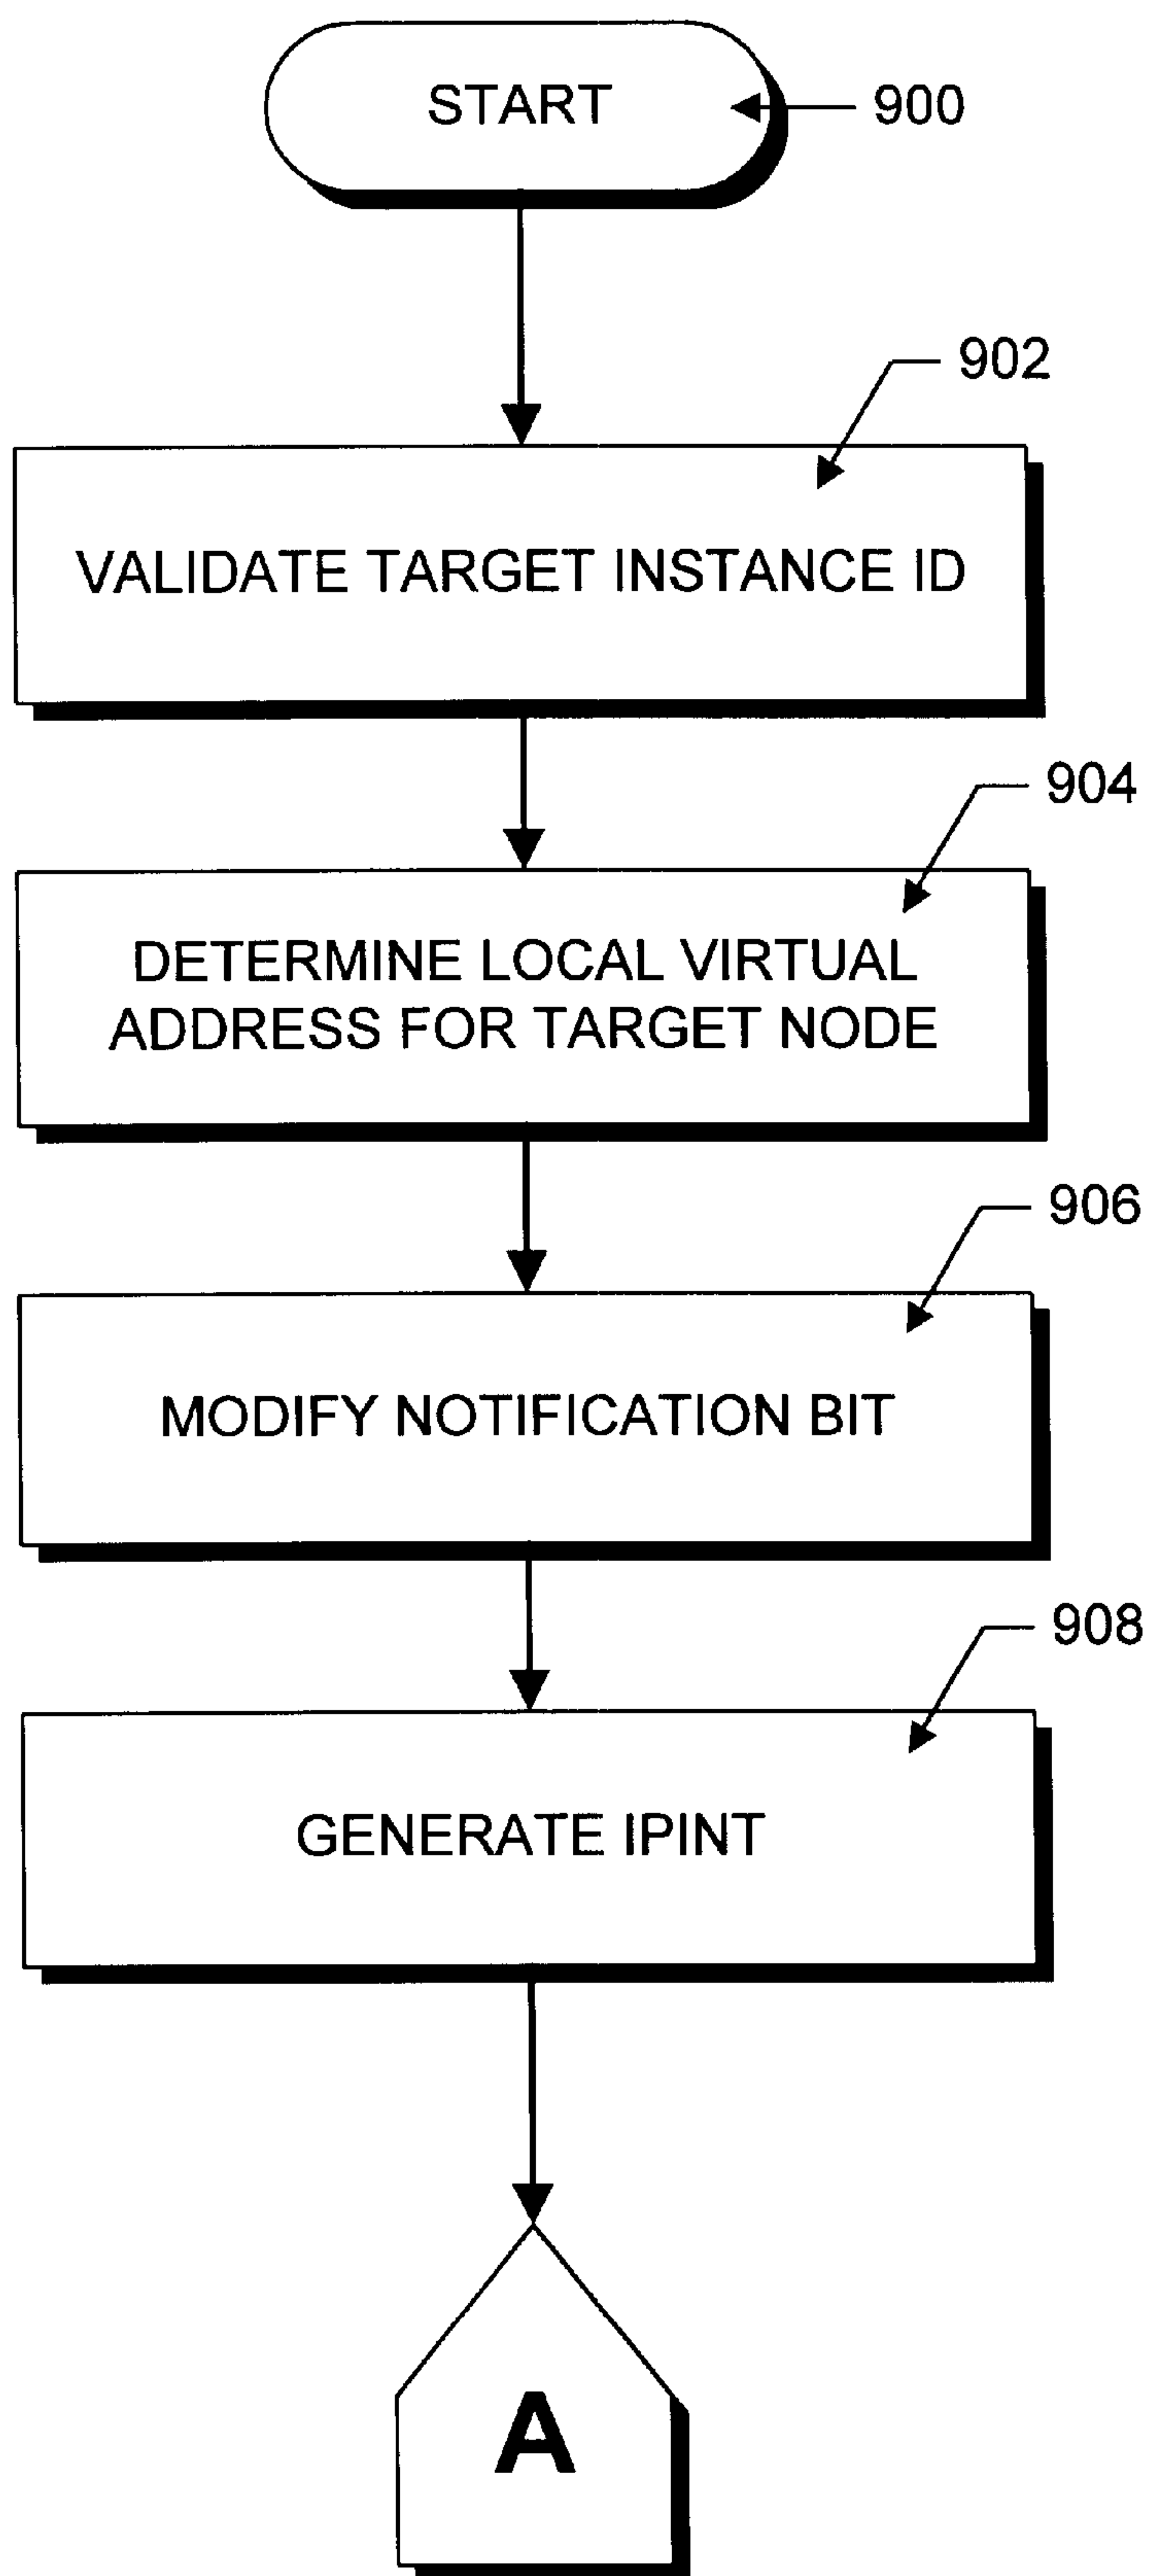 START
900
902
VALIDATE TARGET INSTANCE ID
904
DETERMINE LOCAL VIRTUAL
ADDRESS FOR TARGET NODE
906
MODIFY NOTIFICATION BIT
908
GENERATE IPINT
A